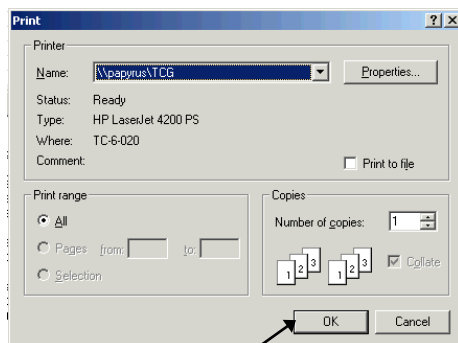 Print
Printer
Name: \\papyrus\TCG Properties...
Status: Ready
Type: HP LaserJet 4200 PS
Where: TC-6-020
Comment: Print to file
Print range
All
Pages from: to:
Selection
Copies
Number of copies: 1
1 2 3 1 2 3 Collate
OK Cancel